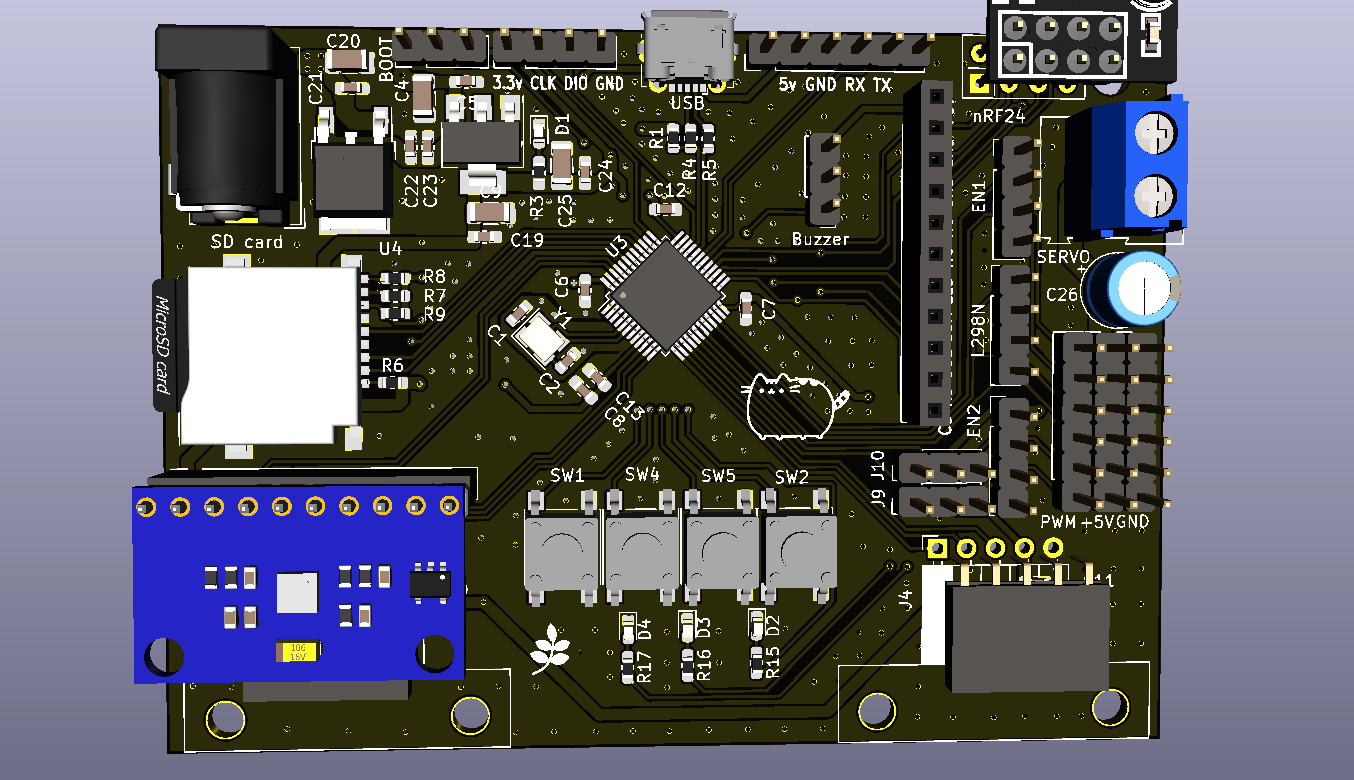 C20
BOOT
C21
C4
C5
3.3v CLK DIO GND
USB
5v GND RX TX
nRF24
D1
R1
R4
R5
C22
C23
R3
C25
C24
C12
EN1
C9
C19
Buzzer
SD card
U4
U3
SERVO
+
C26
R8
R7
R9
C6
C7
MicroSD card
C1
L298N
R6
C2
C13
C8
EN2
J10
J9
SW1
SW4
SW5
SW2
PWM +5V GND
J4
D4
D3
D2
R17
R16
R15
106
16V